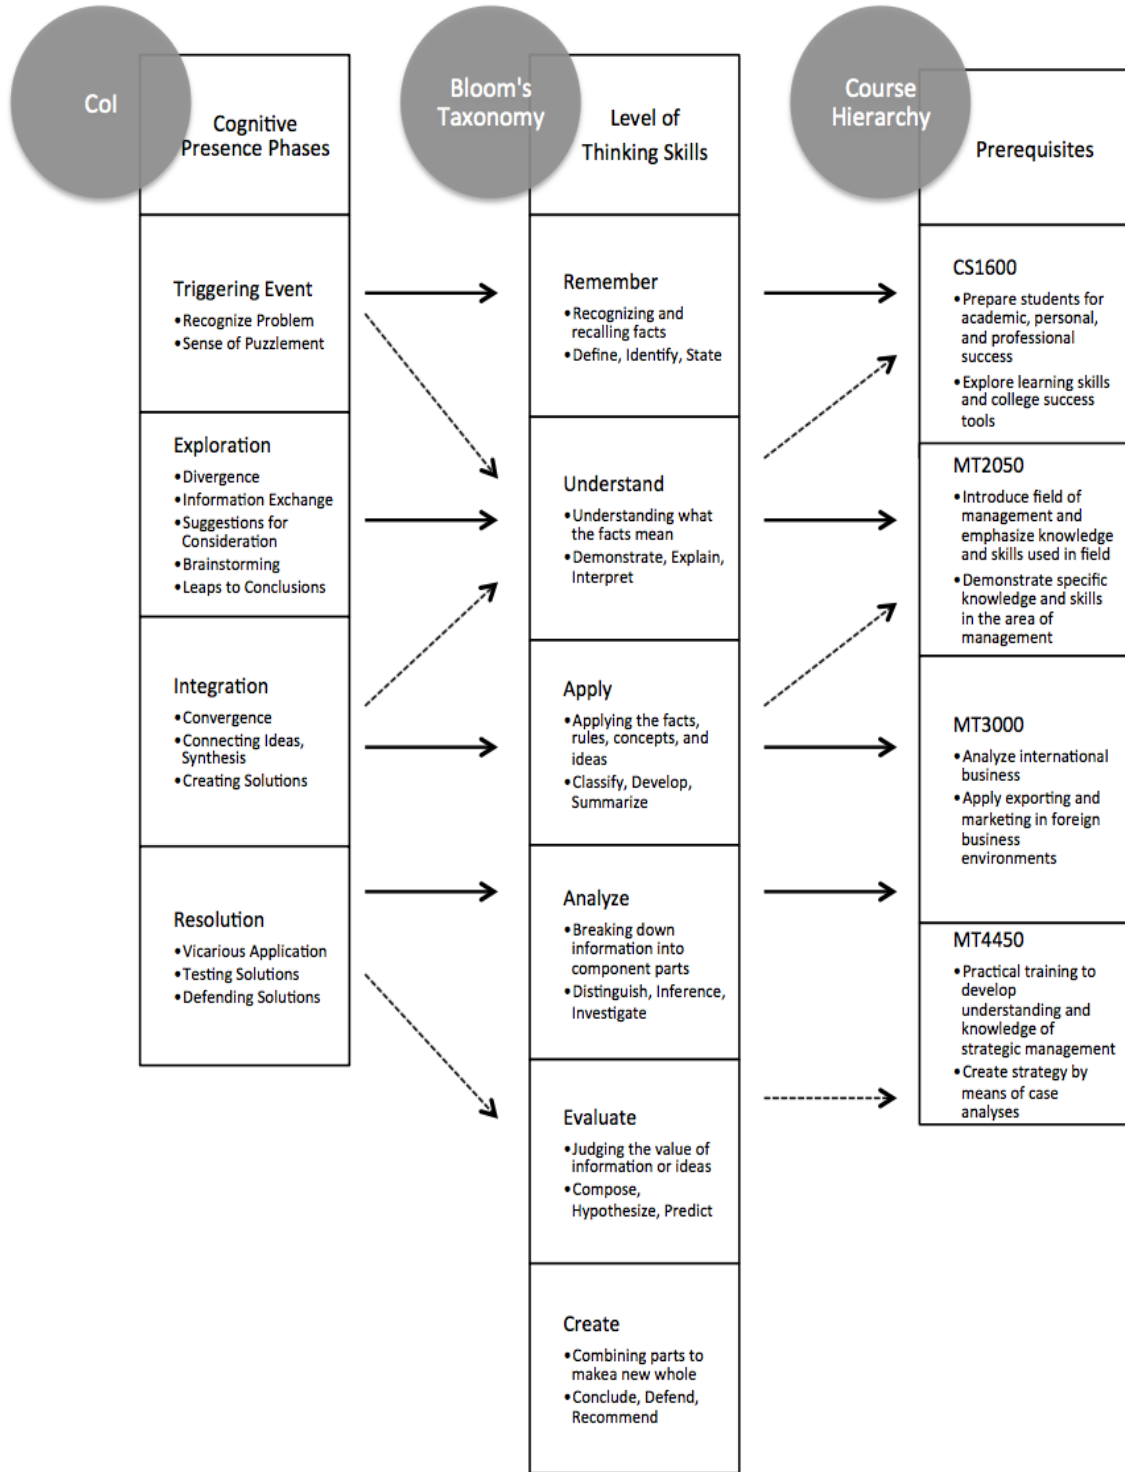 CoI
Cognitive
Presence Phases
Triggering Event
•Recognize Problem
•Sense of Puzzlement
Exploration
•Divergence
•Information Exchange
•Suggestions for
Consideration
•Brainstorming
•Leaps to Conclusions
Integration
•Convergence
•Connecting Ideas,
Synthesis
•Creating Solutions
Resolution
•Vicarious Application
•Testing Solutions
•Defending Solutions
Bloom's
Taxonomy
Level of
Thinking Skills
Remember
•Recognizing and
recalling facts
•Define, Identify, State
Understand
•Understanding what
the facts mean
•Demonstrate, Explain,
Interpret
Apply
•Applying the facts,
rules, concepts, and
ideas
•Classify, Develop,
Summarize
Analyze
•Breaking down
information into
component parts
•Distinguish, Inference,
Investigate
Evaluate
•Judging the value of
information or ideas
•Compose,
Hypothesize, Predict
Create
•Combining parts to
makea new whole
•Conclude, Defend,
Recommend
Course
Hierarchy
Prerequisites
CS1600
•Prepare students for
academic, personal,
and professional
success
•Explore learning skills
and college success
tools
MT2050
•Introduce field of
management and
emphasize knowledge
and skills used in field
•Demonstrate specific
knowledge and skills
in the area of
management
MT3000
•Analyze international
business
•Apply exporting and
marketing in foreign
business
environments
MT4450
•Practical training to
develop
understanding and
knowledge of
strategic management
•Create strategy by
means of case
analyses